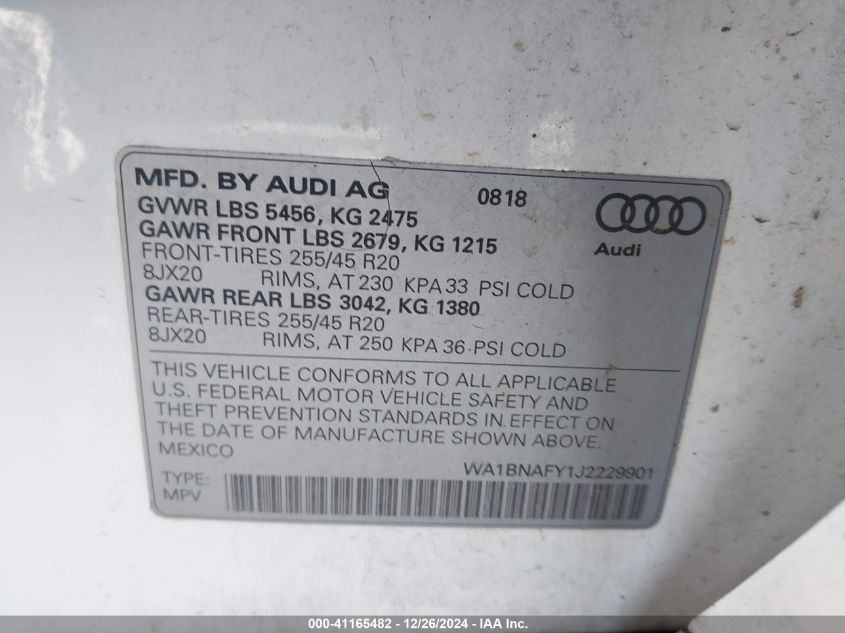 MFD. BY AUDI AG 0818
GVWR LBS 5456, KG 2475
GAWR FRONT LBS 2679, KG 1215
Audi
FRONT-TIRES 255/45 R20
8JX20 RIMS, AT 230 KPA 33 PSI COLD
GAWR REAR LBS 3042, KG 1380
REAR-TIRES 255/45 R20
8JX20 RIMS, AT 250 KPA 36 PSI COLD
THIS VEHICLE CONFORMS TO ALL APPLICABLE
U.S. FEDERAL MOTOR VEHICLE SAFETY AND
THEFT PREVENTION STANDARDS IN EFFECT ON
THE DATE OF MANUFACTURE SHOWN ABOVE.
MEXICO
WA1BNAFY1J2229901
TYPE:
MPV
000-41165482 - 12/26/2024 - IAA Inc.